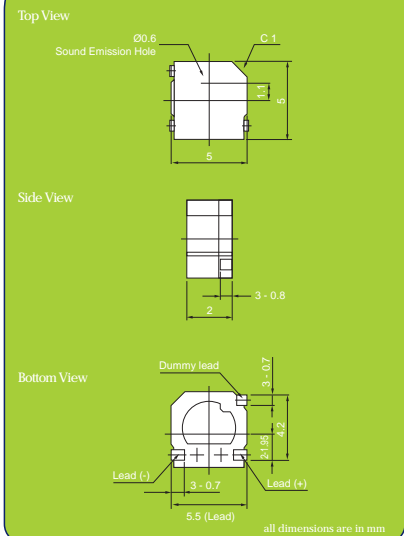 Top View
Ø0.6
Sound Emission Hole
C 1
1.1
5
5
Side View
3 - 0.8
2
Bottom View
Dummy lead
3 - 0.7
4.2
2-1.95
Lead (-)
Lead (+)
3 - 0.7
5.5 (Lead)
all dimensions are in mm